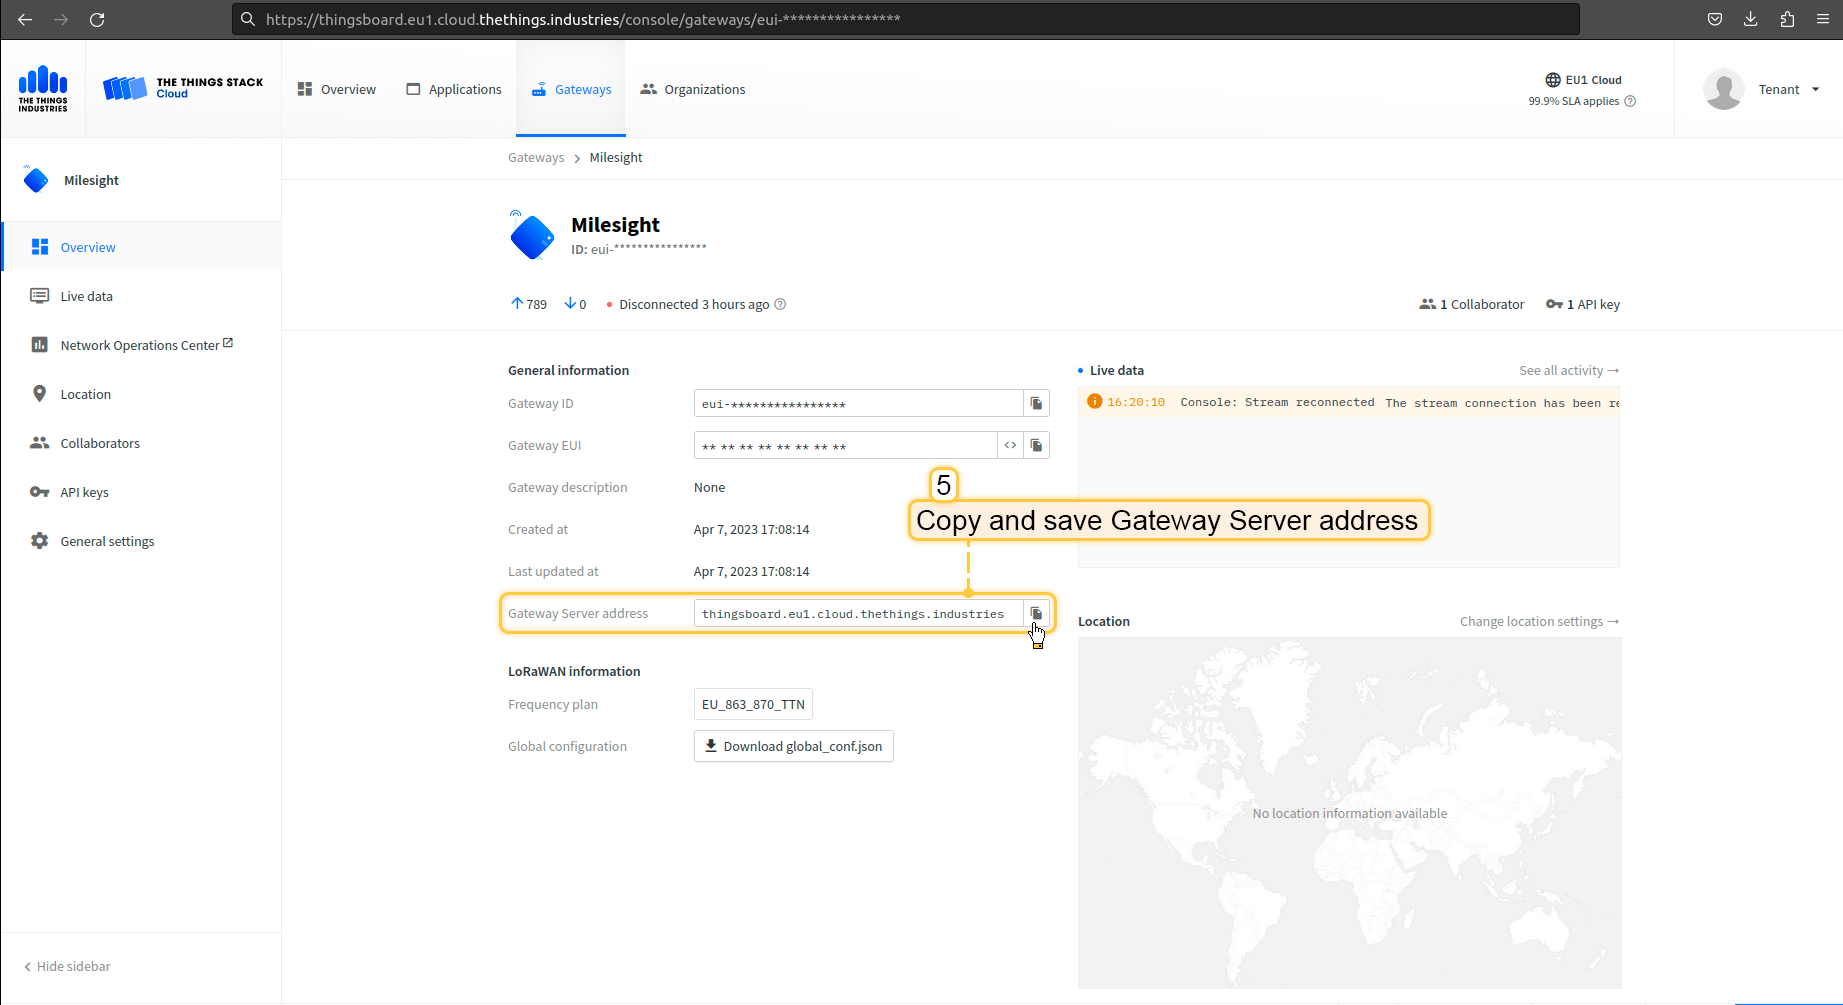 https://thingsboard.eu1.cloud.thethings.industries/console/gateways/eui-****************
THE THINGS
INDUSTRIES
THE THINGS STACK
Cloud
Overview
Applications
Gateways
Organizations
EU1 Cloud
99.9% SLA applies
Tenant
Milesight
Overview
Live data
Network Operations Center
Location
Collaborators
API keys
General settings
Hide sidebar
Gateways > Milesight
Milesight
ID: eui-****************
789 0 Disconnected 3 hours ago
1 Collaborator 1 API key
General information
Gateway ID eui-****************
Gateway EUI ** ** ** ** ** ** ** **
Gateway description None
Created at Apr 7, 2023 17:08:14
Last updated at Apr 7, 2023 17:08:14
Gateway Server address thingsboard.eu1.cloud.thethings.industries
5
Copy and save Gateway Server address
LoRaWAN information
Frequency plan EU_863_870_TTN
Global configuration Download global_conf.json
Live data See all activity →
16:20:10 Console: Stream reconnected The stream connection has been re
Location Change location settings →
No location information available